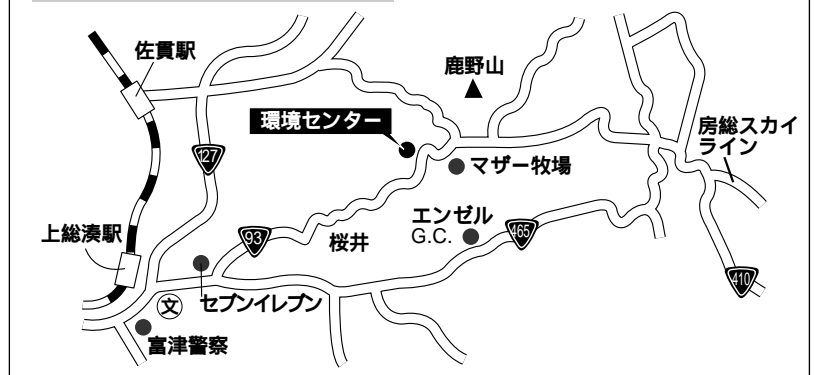 佐貫駅
鹿野山
環境センター
房総スカイ
ライン
127
マザー牧場
エンゼル
G.C.
465
上総湊駅
93
桜井
410
セブンイレブン
文
富津警察